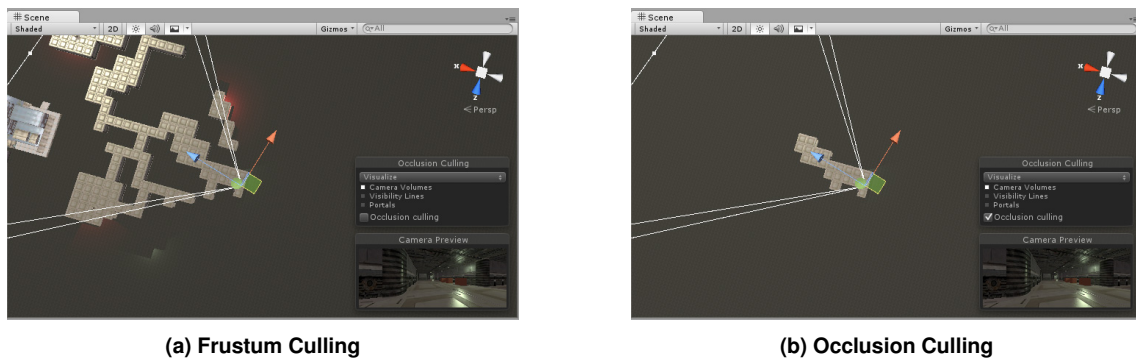 Scene
Shaded 2D Gizmos All
x
z
Persp
Occlusion Culling
Visualize
Camera Volumes
Visibility Lines
Portals
Occlusion culling
Camera Preview
(a) Frustum Culling
Scene
Shaded 2D Gizmos All
x
z
Persp
Occlusion Culling
Visualize
Camera Volumes
Visibility Lines
Portals
Occlusion culling
Camera Preview
(b) Occlusion Culling